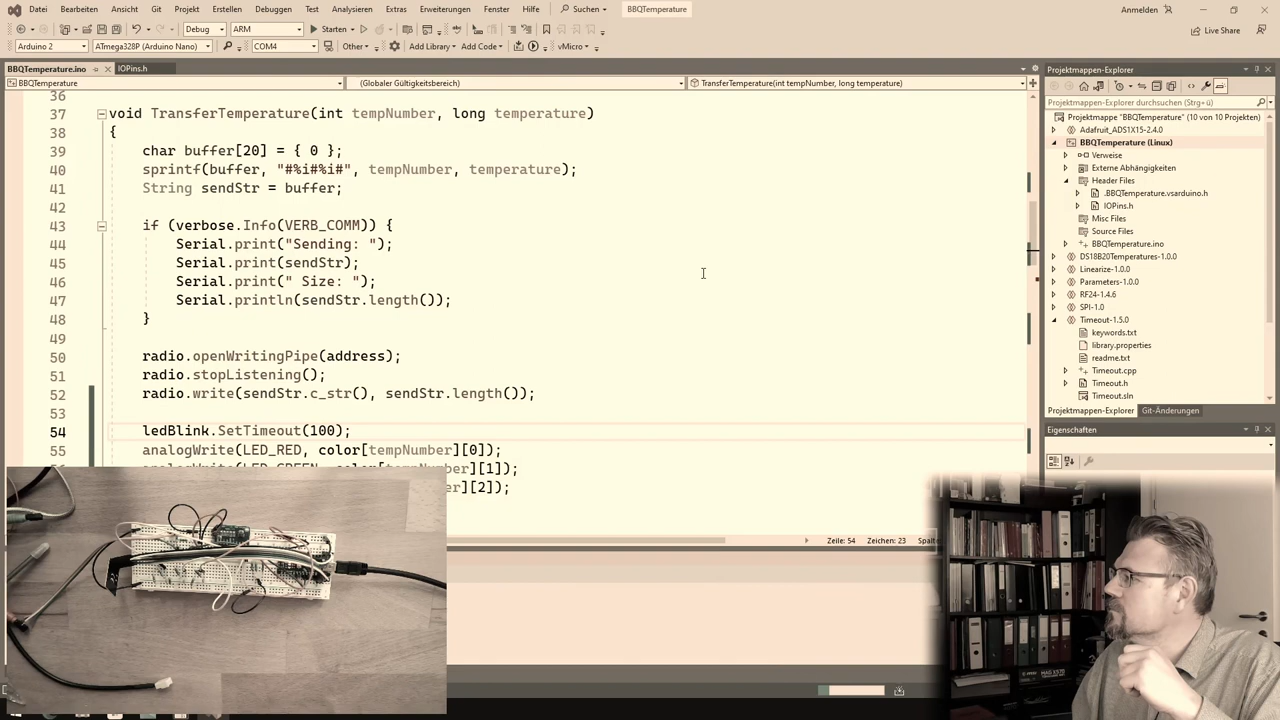 Datei Bearbeiten Ansicht Git Projekt Erstellen Debuggen Test Analysieren Extras Erweiterungen Fenster Hilfe Suchen BBQTemperature Anmelden
Debug ARM Starten Live Share
Arduino 2 ATmega328P (Arduino Nano) COM4 Other Add Library Add Code vMicro
BBQTemperature.ino IOPins.h
BBQTemperature (Globaler Gültigkeitsbereich) TransferTemperature(int tempNumber, long temperature)
36
37 void TransferTemperature(int tempNumber, long temperature)
38 {
39 char buffer[20] = { 0 };
40 sprintf(buffer, "#%i#%i#", tempNumber, temperature);
41 String sendStr = buffer;
42
43 if (verbose.Info(VERB_COMM)) {
44 Serial.print("Sending: ");
45 Serial.print(sendStr);
46 Serial.print(" Size: ");
47 Serial.println(sendStr.length());
48 }
49
50 radio.openWritingPipe(address);
51 radio.stopListening();
52 radio.write(sendStr.c_str(), sendStr.length());
53
54 ledBlink.SetTimeout(100);
55 analogWrite(LED_RED, color[tempNumber][0]);
analogWrite(LED_GREEN, color[tempNumber][1]);
er][2]);
Zeile: 54 Zeichen: 23
Projektmappen-Explorer
Projektmappen-Explorer durchsuchen (Strg+ü)
Projektmappe "BBQTemperature" (10 von 10 Projekten)
Adafruit_ADS1X15-2.4.0
BBQTemperature (Linux)
Verweise
Externe Abhängigkeiten
Header Files
.BBQTemperature.vsarduino.h
IOPins.h
Misc Files
Source Files
BBQTemperature.ino
DS18B20Temperatures-1.0.0
Linearize-1.0.0
Parameters-1.0.0
RF24-1.4.6
SPI-1.0
Timeout-1.5.0
keywords.txt
library.properties
readme.txt
Timeout.cpp
Timeout.h
Timeout.sln
Projektmappen-Explorer Git-Änderungen
Eigenschaften